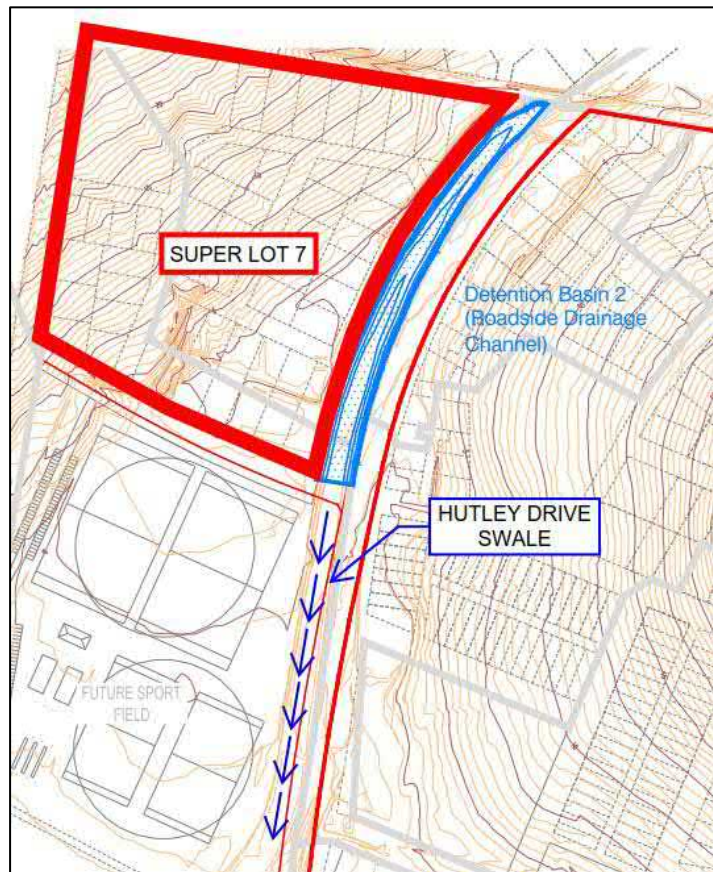 SUPER LOT 7
Detention Basin 2
(Roadside Drainage
Channel)
HUTLEY DRIVE
SWALE
FUTURE SPORT
FIELD